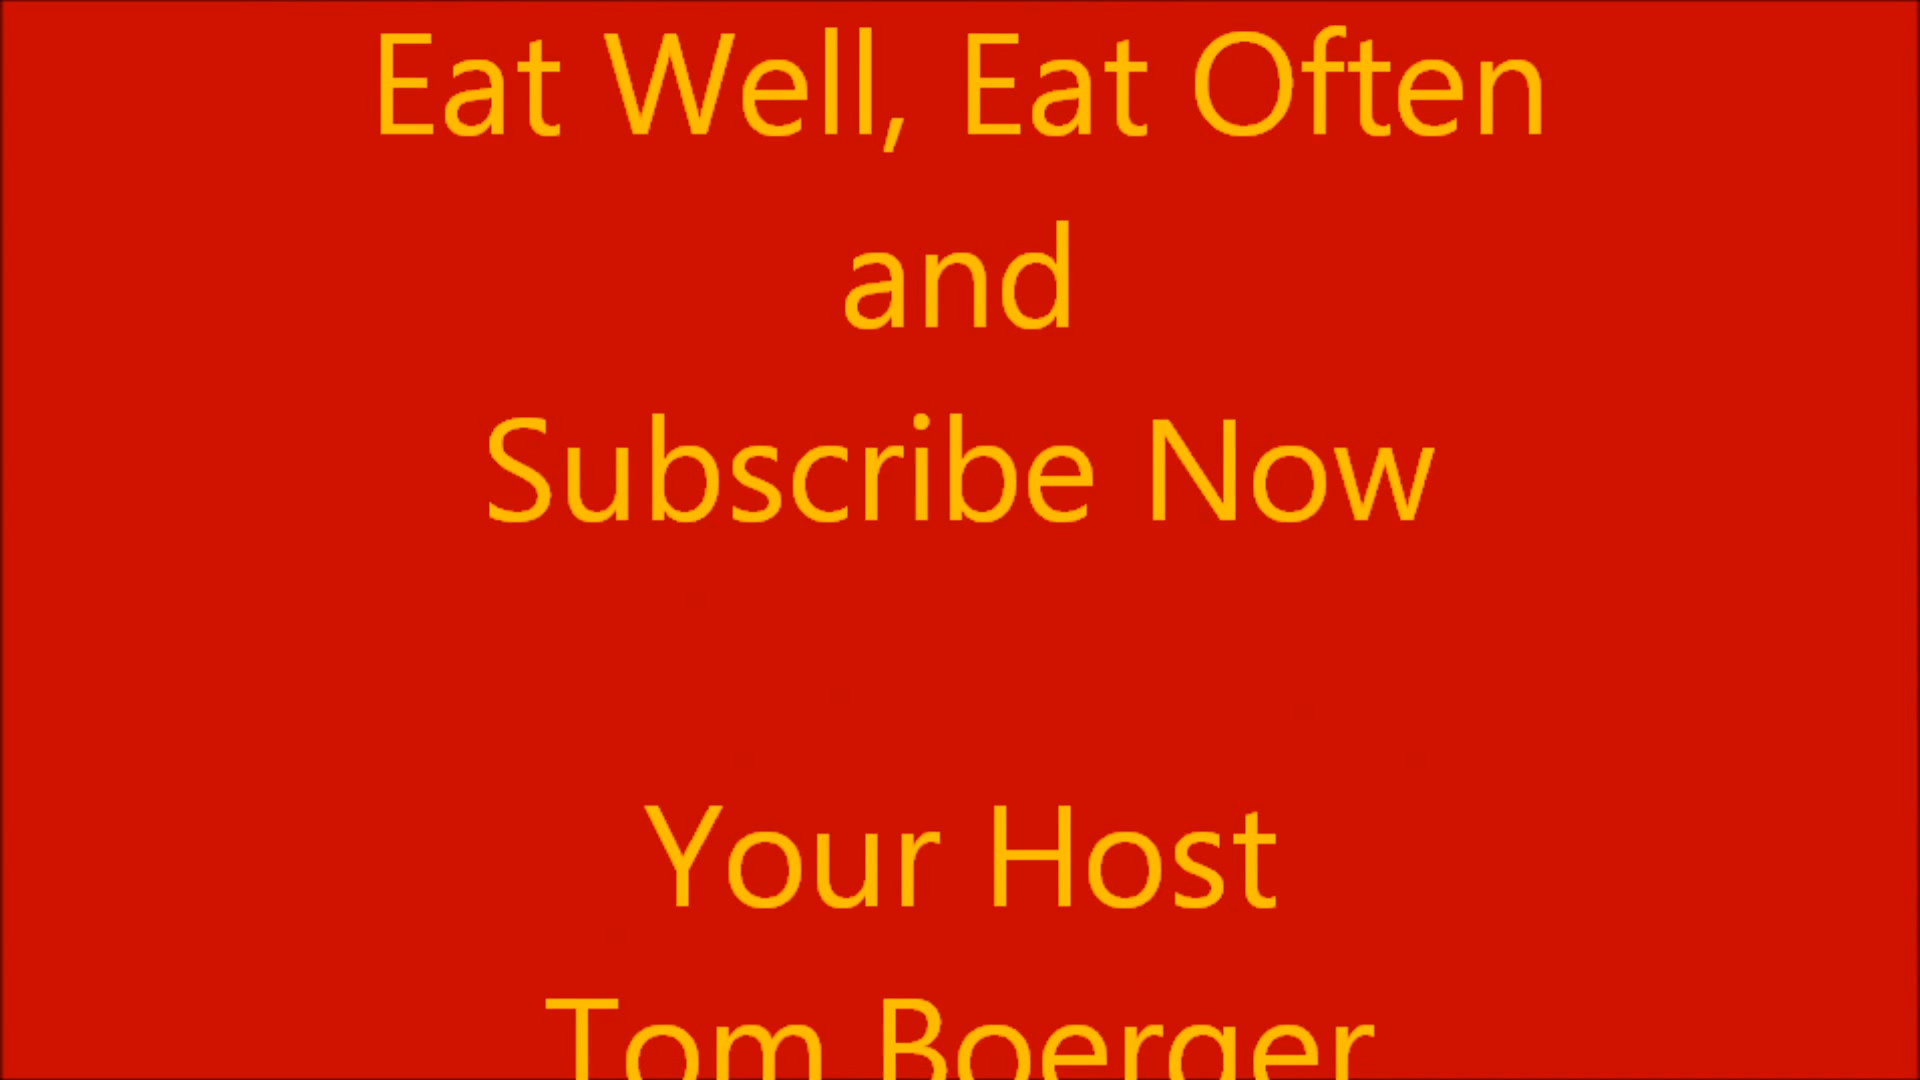 Eat Well, Eat Often
and
Subscribe Now
Your Host
Tom Boerger